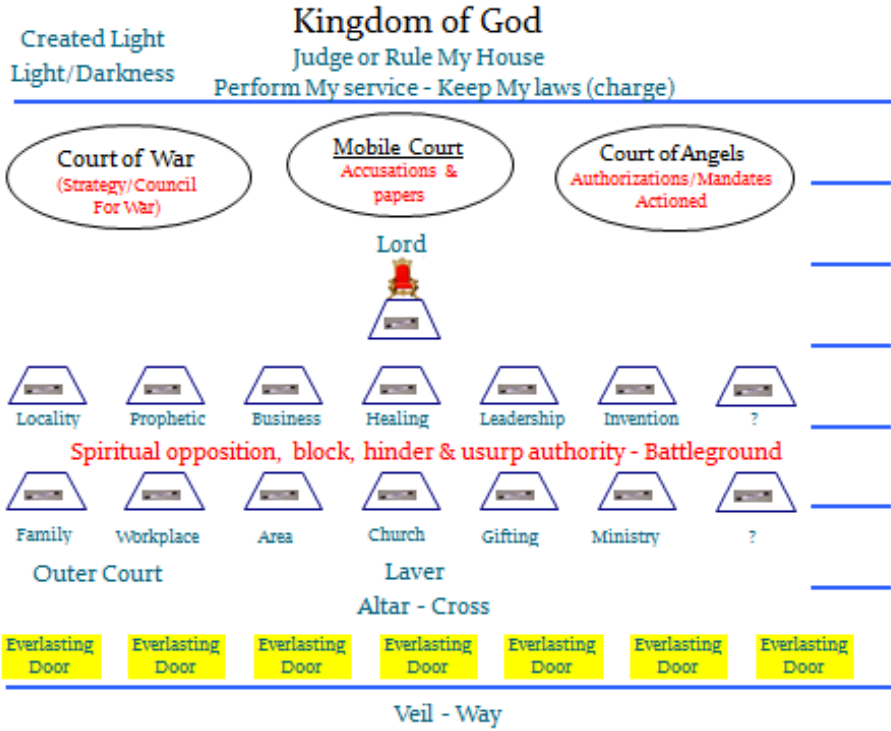 Kingdom of God
Created Light
Light/Darkness
Judge or Rule My House
Perform My service - Keep My laws (charge)
Court of War
(Strategy/Council
For War)
Mobile Court
Accusations &
papers
Court of Angels
Authorizations/Mandates
Actioned
Lord
Locality
Prophetic
Business
Healing
Leadership
Invention
?
Spiritual opposition, block, hinder & usurp authority - Battleground
Family
Workplace
Area
Church
Gifting
Ministry
?
Outer Court
Laver
Altar - Cross
Everlasting
Door
Everlasting
Door
Everlasting
Door
Everlasting
Door
Everlasting
Door
Everlasting
Door
Everlasting
Door
Veil - Way